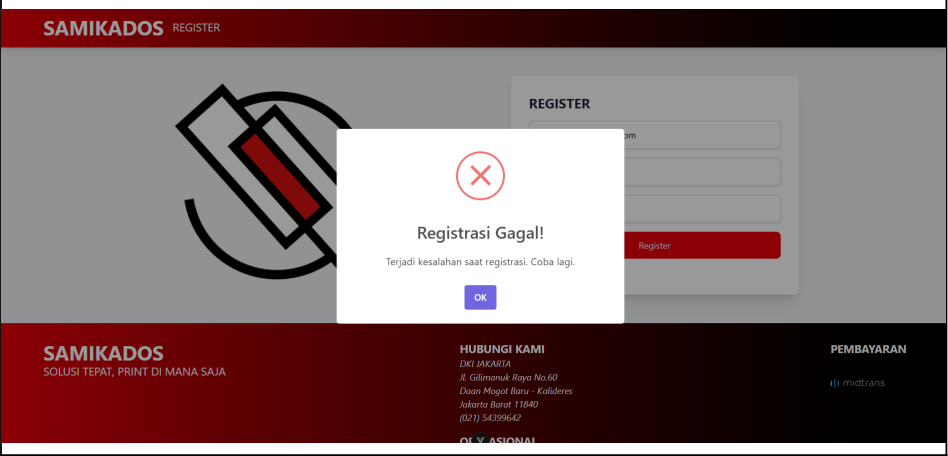 SAMIKADOS REGISTER
REGISTER
om
Registrasi Gagal!
Terjadi kesalahan saat registrasi. Coba lagi.
OK
Register
SAMIKADOS
SOLUSI TEPAT, PRINT DI MANA SAJA
HUBUNGI KAMI
DKI JAKARTA
Jl. Gilimanuk Raya No.60
Daan Mogot Baru - Kalideres
Jakarta Barat 11840
(021) 54399642
PEMBAYARAN
midtrans